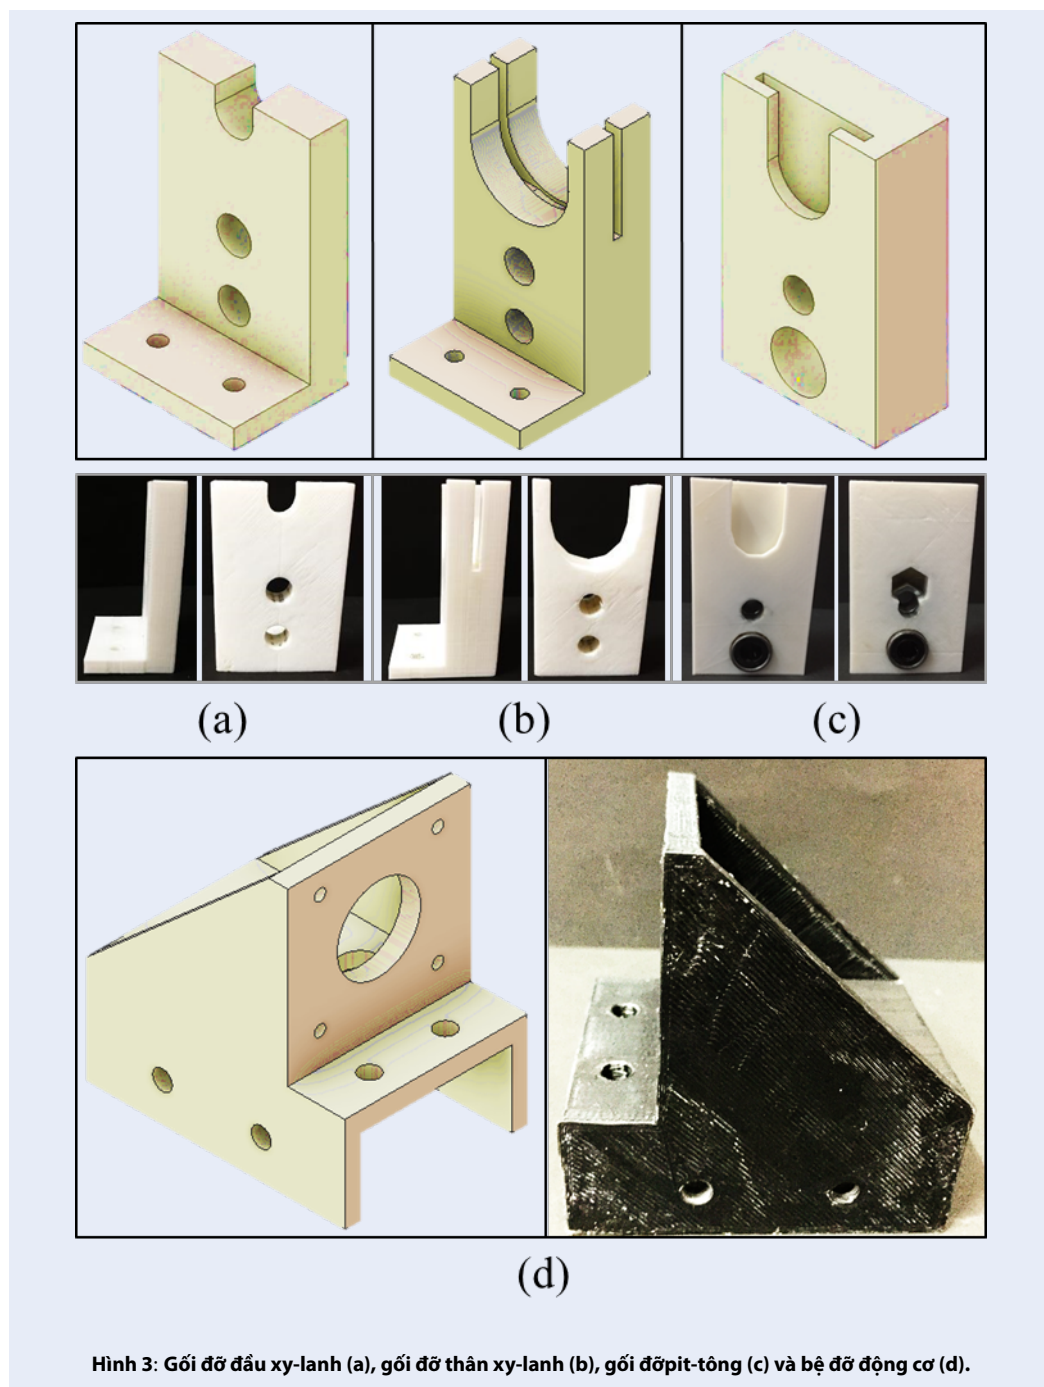 (a) (b) (c)
(d)
Hình 3: Gối đỡ đầu xy-lanh (a), gối đỡ thân xy-lanh (b), gối đỡpit-tông (c) và bệ đỡ động cơ (d).